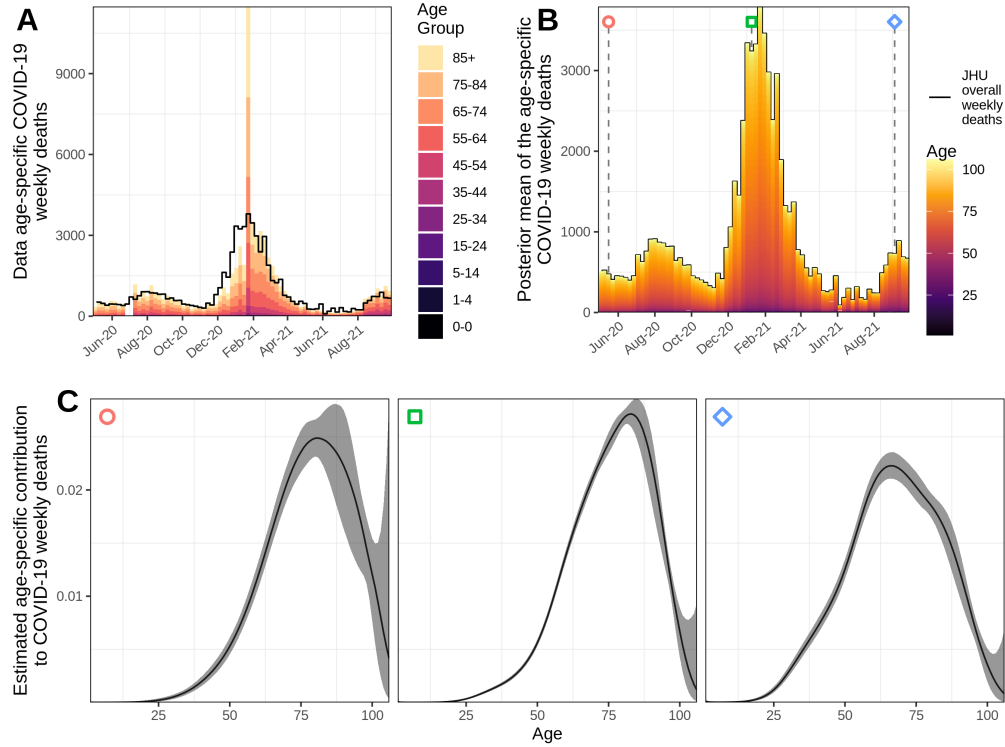 A
Data age-specific COVID-19
weekly deaths
9000
6000
3000
0
Jun-20
Aug-20
Oct-20
Dec-20
Feb-21
Apr-21
Jun-21
Aug-21
Age
Group
85+
75-84
65-74
55-64
45-54
35-44
25-34
15-24
5-14
1-4
0-0
B
Posterior mean of the age-specific
COVID-19 weekly deaths
3000
2000
1000
0
Jun-20
Aug-20
Oct-20
Dec-20
Feb-21
Apr-21
Jun-21
Aug-21
JHU
overall
weekly
deaths
Age
100
75
50
25
C
Estimated age-specific contribution
to COVID-19 weekly deaths
0.02
0.01
25
50
75
100
25
50
75
100
25
50
75
100
Age